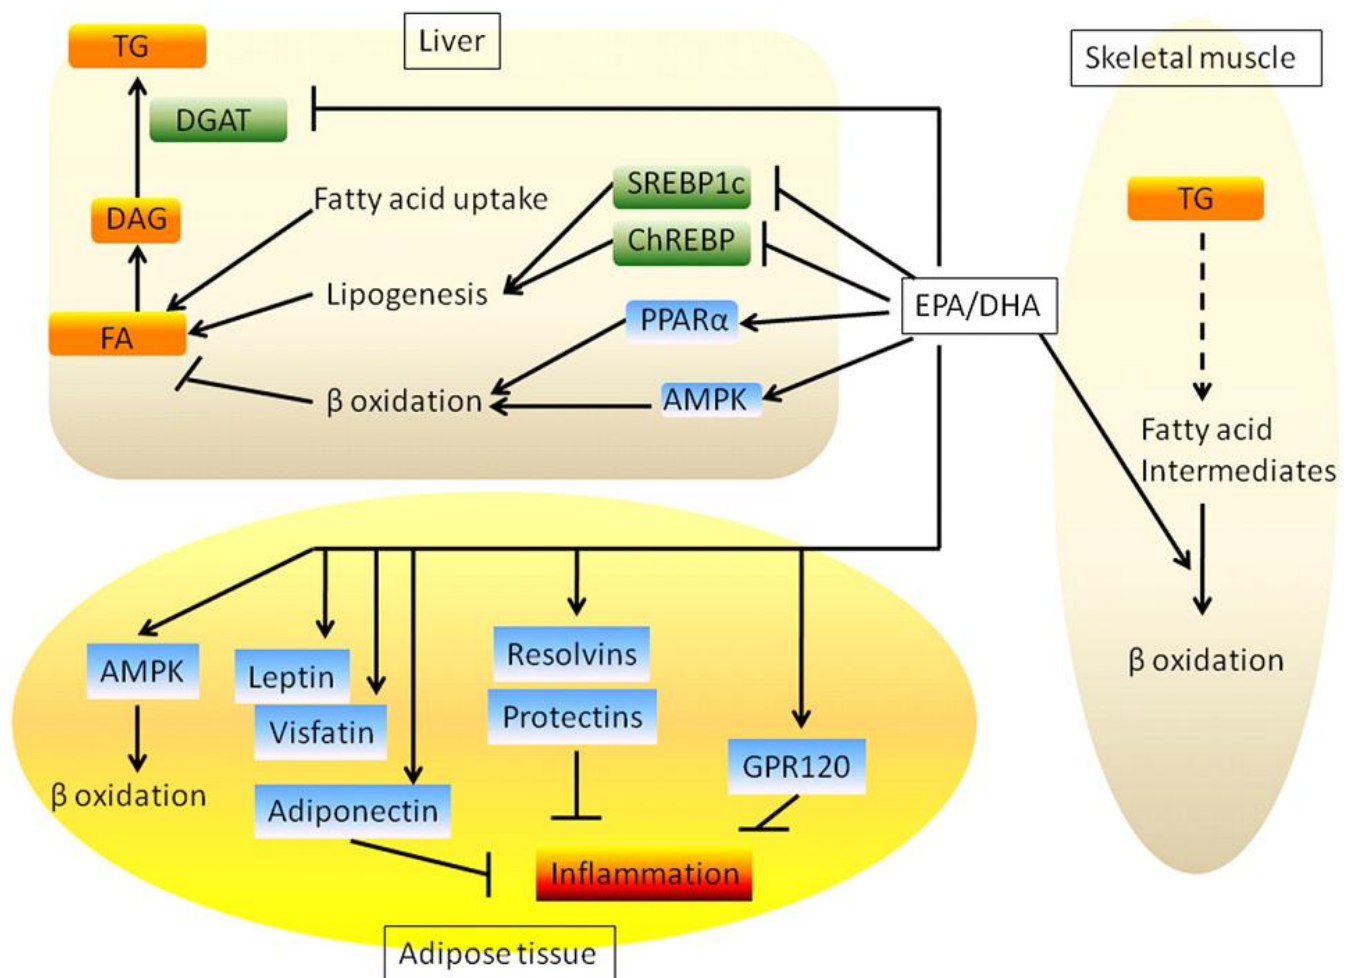 TG
Liver
Skeletal muscle
DGAT
SREBP1c
Fatty acid uptake
TG
DAG
ChREBP
Lipogenesis
EPA/DHA
PPARα
FA
β oxidation
AMPK
Fatty acid
Intermediates
AMPK
Leptin
Resolvins
β oxidation
Visfatin
Protectins
GPR120
β oxidation
Adiponectin
Inflammation
Adipose tissue